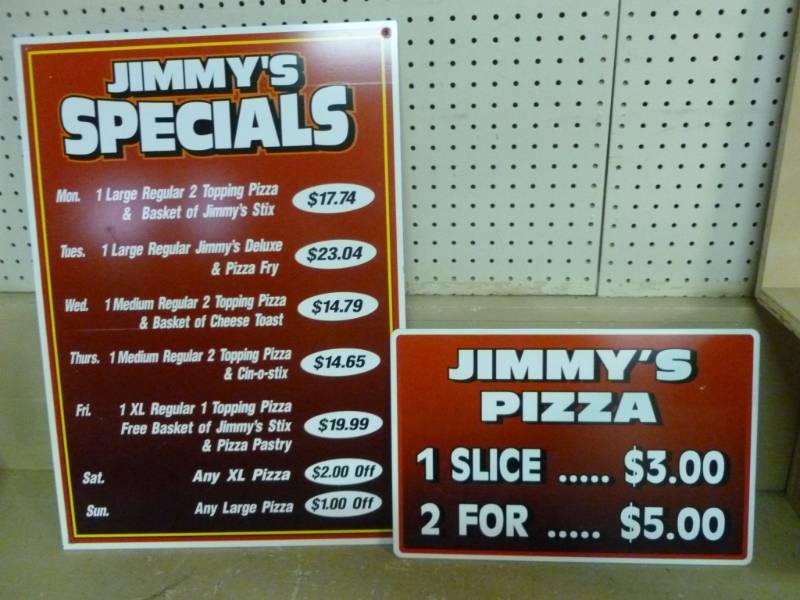 JIMMY'S
SPECIALS
Mon. 1 Large Regular 2 Topping Pizza
& Basket of Jimmy's Stix $17.74
Tues. 1 Large Regular Jimmy's Deluxe
& Pizza Fry $23.04
Wed. 1 Medium Regular 2 Topping Pizza
& Basket of Cheese Toast $14.79
Thurs. 1 Medium Regular 2 Topping Pizza
& Cin-o-stix $14.65
Fri. 1 XL Regular 1 Topping Pizza
Free Basket of Jimmy's Stix $19.99
& Pizza Pastry
Sat. Any XL Pizza $2.00 Off
Sun. Any Large Pizza $1.00 Off
JIMMY'S
PIZZA
1 SLICE ..... $3.00
2 FOR ..... $5.00